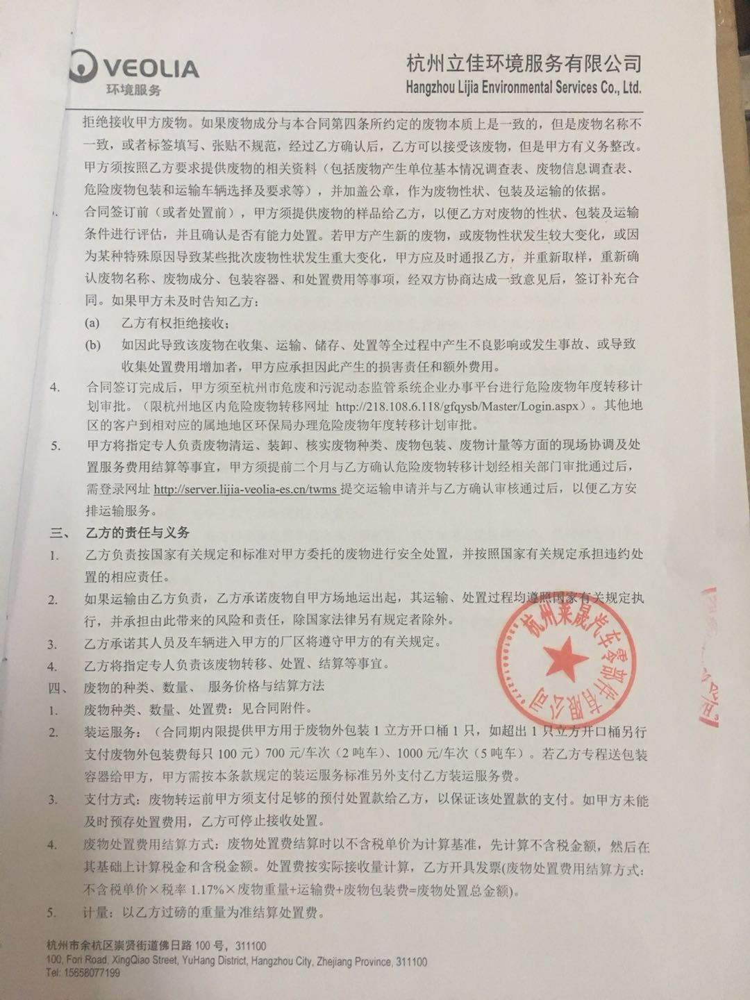 VEOLIA
环境服务
杭州立佳环境服务有限公司
Hangzhou Lijia Environmental Services Co., Ltd.
拒绝接收甲方废物。如果废物成分与本合同第四条所约定的废物本质上是一致的，但是废物名称不
一致，或者标签填写、张贴不规范，经过乙方确认后，乙方可以接受该废物，但是甲方有义务整改。
甲方须按照乙方要求提供废物的相关资料（包括废物产生单位基本情况调查表、废物信息调查表、
危险废物包装和运输车辆选择及要求等），并加盖公章，作为废物性状、包装及运输的依据。
合同签订前（或者处置前），甲方须提供废物的样品给乙方，以便乙方对废物的性状、包装及运输
条件进行评估，并且确认是否有能力处置。若甲方产生新的废物，或废物性状发生较大变化，或因
为某种特殊原因导致某些批次废物性状发生重大变化，甲方应及时通报乙方，并重新取样，重新确
认废物名称、废物成分、包装容器、和处置费用等事项，经双方协商达成一致意见后，签订补充合
同。如果甲方未及时告知乙方：
(a) 乙方有权拒绝接收；
(b) 如因此导致该废物在收集、运输、储存、处置等全过程中产生不良影响或发生事故、或导致
收集处置费用增加者，甲方应承担因此产生的损害责任和额外费用。
4. 合同签订完成后，甲方须至杭州市危废和污泥动态监管系统企业办事平台进行危险废物年度转移计
划审批。（限杭州地区内危险废物转移网址 http://218.108.6.118/gfqysb/Master/Login.aspx）。其他地
区的客户到相对应的属地地区环保局办理危险废物年度转移计划审批。
5. 甲方将指定专人负责废物清运、装卸、核实废物种类、废物包装、废物计量等方面的现场协调及处
置服务费用结算等事宜，甲方须提前二个月与乙方确认危险废物转移计划经相关部门审批通过后，
需登录网址 http://server.lijia-veolia-es.cn/twms 提交运输申请并与乙方确认审核通过后，以便乙方安
排运输服务。
三、 乙方的责任与义务
1. 乙方负责按国家有关规定和标准对甲方委托的废物进行安全处置，并按照国家有关规定承担违约处
置的相应责任。
2. 如果运输由乙方负责，乙方承诺废物自甲方场地运出起，其运输、处置过程均遵照国家有关规定执
行，并承担由此带来的风险和责任，除国家法律另有规定者除外。
3. 乙方承诺其人员及车辆进入甲方的厂区将遵守甲方的有关规定。
4. 乙方将指定专人负责该废物转移、处置、结算等事宜。
杭州来晟汽车零部件有限公司
四、 废物的种类、数量、 服务价格与结算方法
1. 废物种类、数量、处置费：见合同附件。
2. 装运服务：（合同期内限提供甲方用于废物外包装 1 立方开口桶 1 只，如超出 1 只立方开口桶另行
支付废物外包装费每只 100 元）700 元/车次（2 吨车）、1000 元/车次（5 吨车）。若乙方专程送包装
容器给甲方，甲方需按本条款规定的装运服务标准另外支付乙方装运服务费。
3. 支付方式：废物转运前甲方须支付足够的预付处置款给乙方，以保证该处置款的支付。如甲方未能
及时预存处置费用，乙方可停止接收处置。
4. 废物处置费用结算方式：废物处置费结算时以不含税单价为计算基准，先计算不含税金额，然后在
其基础上计算税金和含税金额。处置费按实际接收量计算，乙方开具发票(废物处置费用结算方式：
不含税单价×税率 1.17%×废物重量+运输费+废物包装费=废物处置总金额)。
5. 计量：以乙方过磅的重量为准结算处置费。
杭州市余杭区崇贤街道佛日路 100 号，311100
100, Fori Road, XingQiao Street, YuHang District, Hangzhou City, Zhejiang Province, 311100
Tel: 15658077199